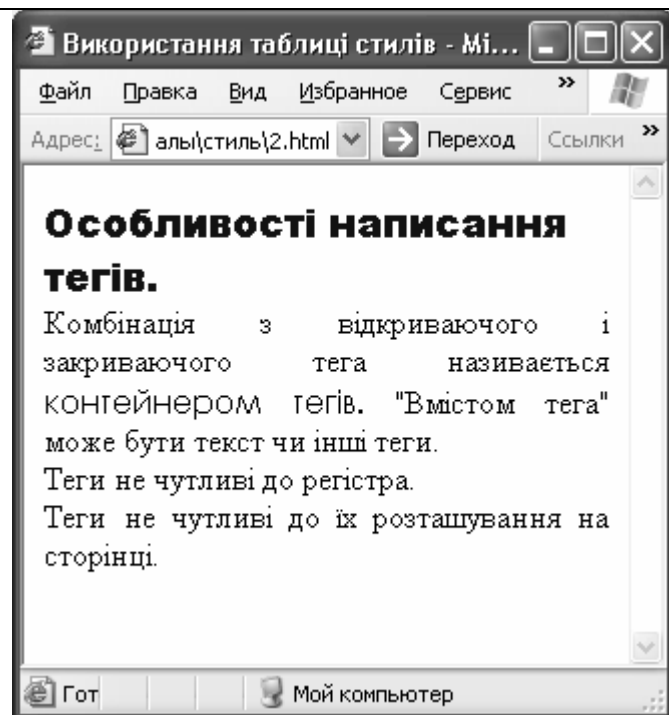 Використання таблиці стилів - Mi...
Файл Правка Вид Избранное Сервис »
Адрес: алы\стиль\2.html Переход Ссылки »
Особливості написання
тегів.
Комбінація з відкриваючого і
закриваючого тега називається
контейнером тегів. "Вмістом тега"
може бути текст чи інші теги.
Теги не чутливі до регістра.
Теги не чутливі до їх розташування на
сторінці.
Гот Мой компьютер